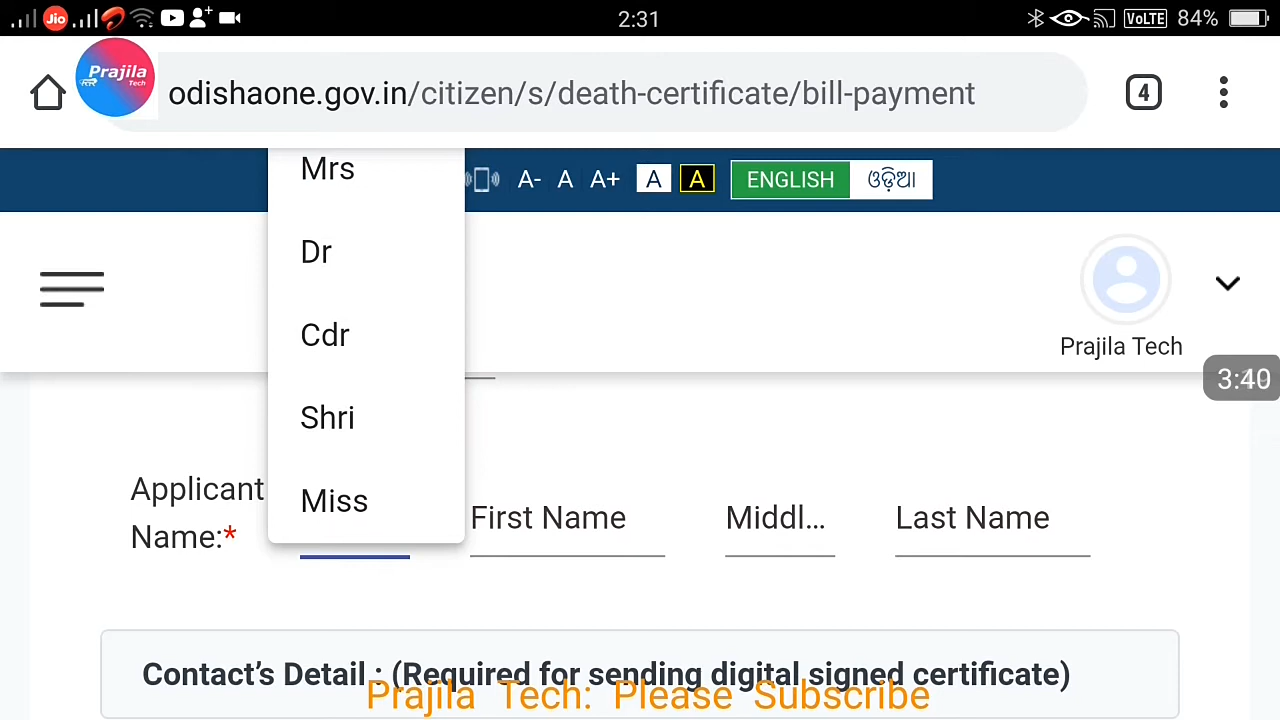 2:31
VoLTE 84%
Prajila
Tech
odishaone.gov.in/citizen/s/death-certificate/bill-payment
4
A- A A+ A A ENGLISH ଓଡ଼ିଆ
Mrs
Dr
Cdr
Shri
Miss
Prajila Tech
3:40
Applicant
Name:*
First Name Middl... Last Name
Contact’s Detail : (Required for sending digital signed certificate)
Prajila Tech: Please Subscribe